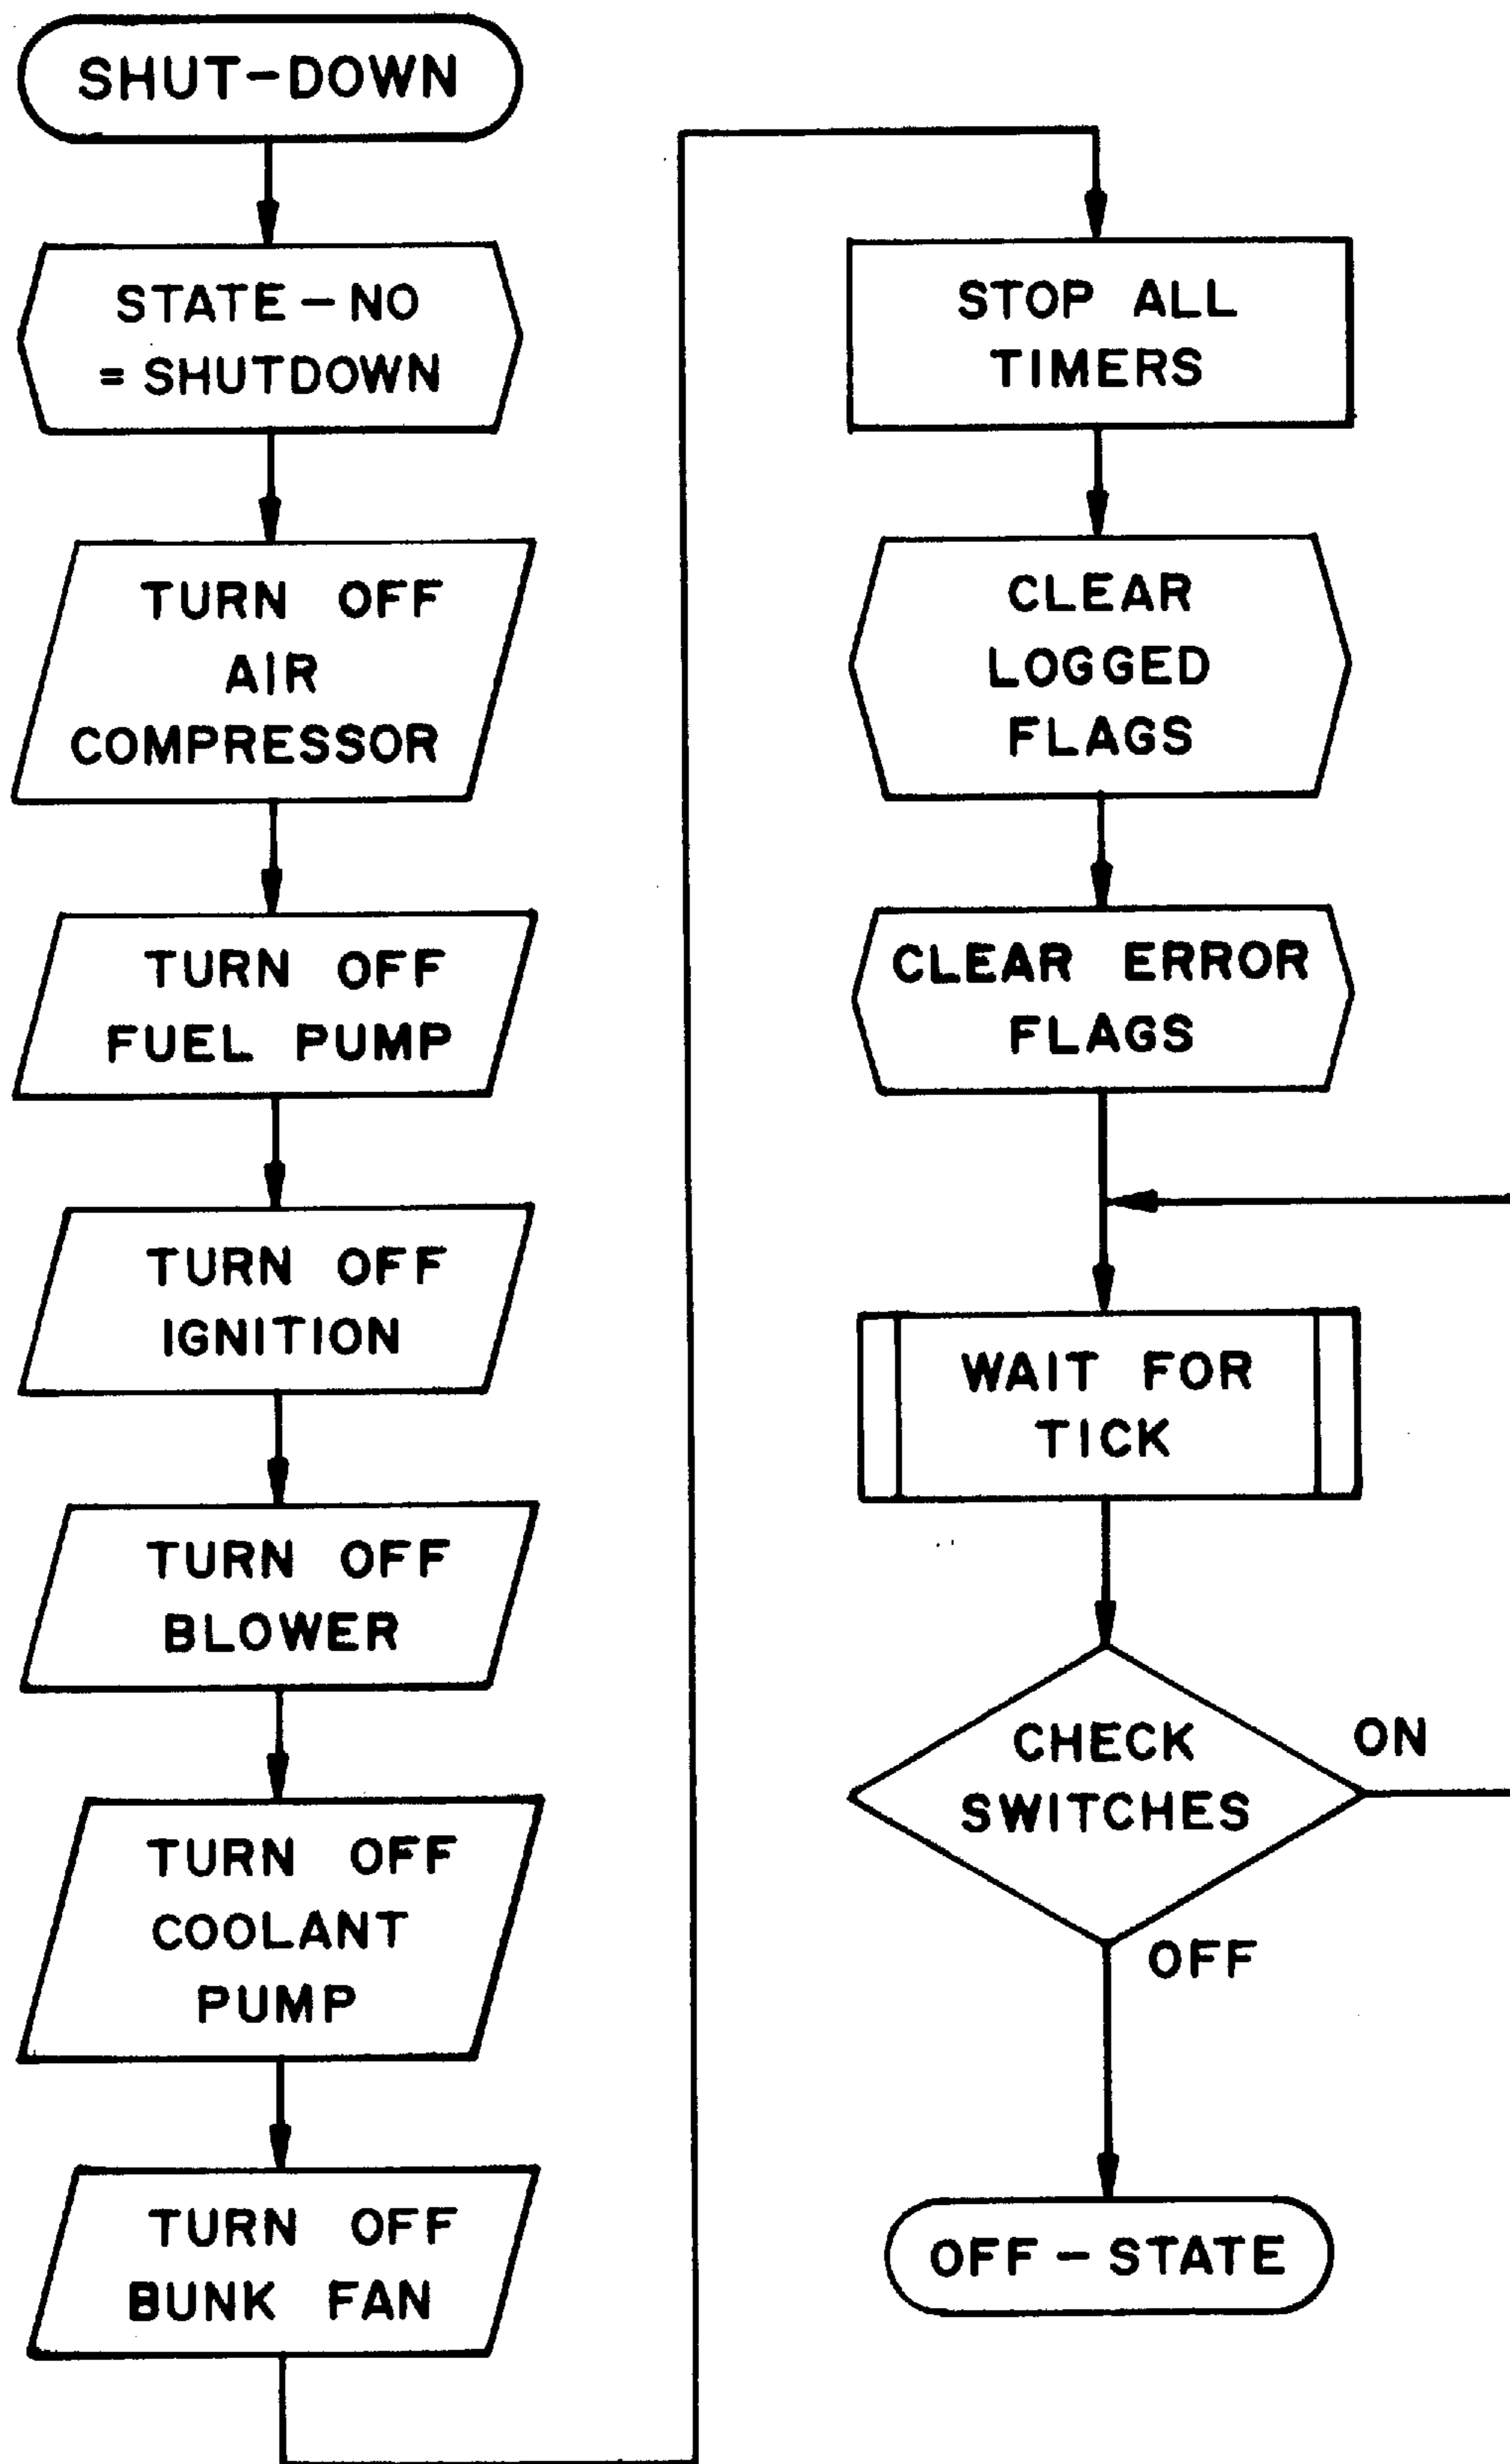 SHUT-DOWN
STATE-NO
= SHUTDOWN
TURN OFF
AIR
COMPRESSOR
TURN OFF
FUEL PUMP
TURN OFF
IGNITION
TURN OFF
BLOWER
TURN OFF
COOLANT
PUMP
TURN OFF
BUNK FAN
STOP ALL
TIMERS
CLEAR
LOGGED
FLAGS
CLEAR ERROR
FLAGS
WAIT FOR
TICK
CHECK
SWITCHES
ON
OFF
OFF-STATE